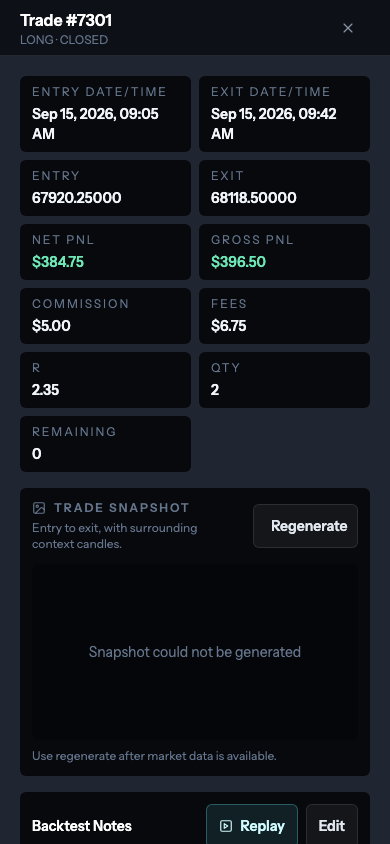 Trade #7301
LONG · CLOSED
ENTRY DATE/TIME
Sep 15, 2026, 09:05
AM
EXIT DATE/TIME
Sep 15, 2026, 09:42
AM
ENTRY
67920.25000
EXIT
68118.50000
NET PNL
$384.75
GROSS PNL
$396.50
COMMISSION
$5.00
FEES
$6.75
R
2.35
QTY
2
REMAINING
0
TRADE SNAPSHOT
Entry to exit, with surrounding
context candles.
Regenerate
Snapshot could not be generated
Use regenerate after market data is available.
Backtest Notes
Replay
Edit